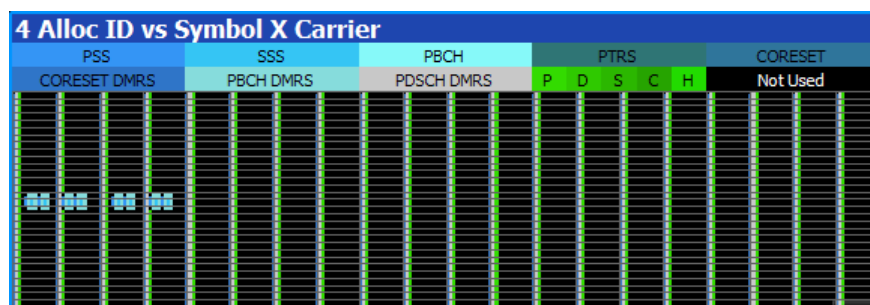 4 Alloc ID vs Symbol X Carrier
PSS SSS PBCH PTRS CORESET
CORESET DMRS PBCH DMRS PDSCH DMRS P D S C H Not Used